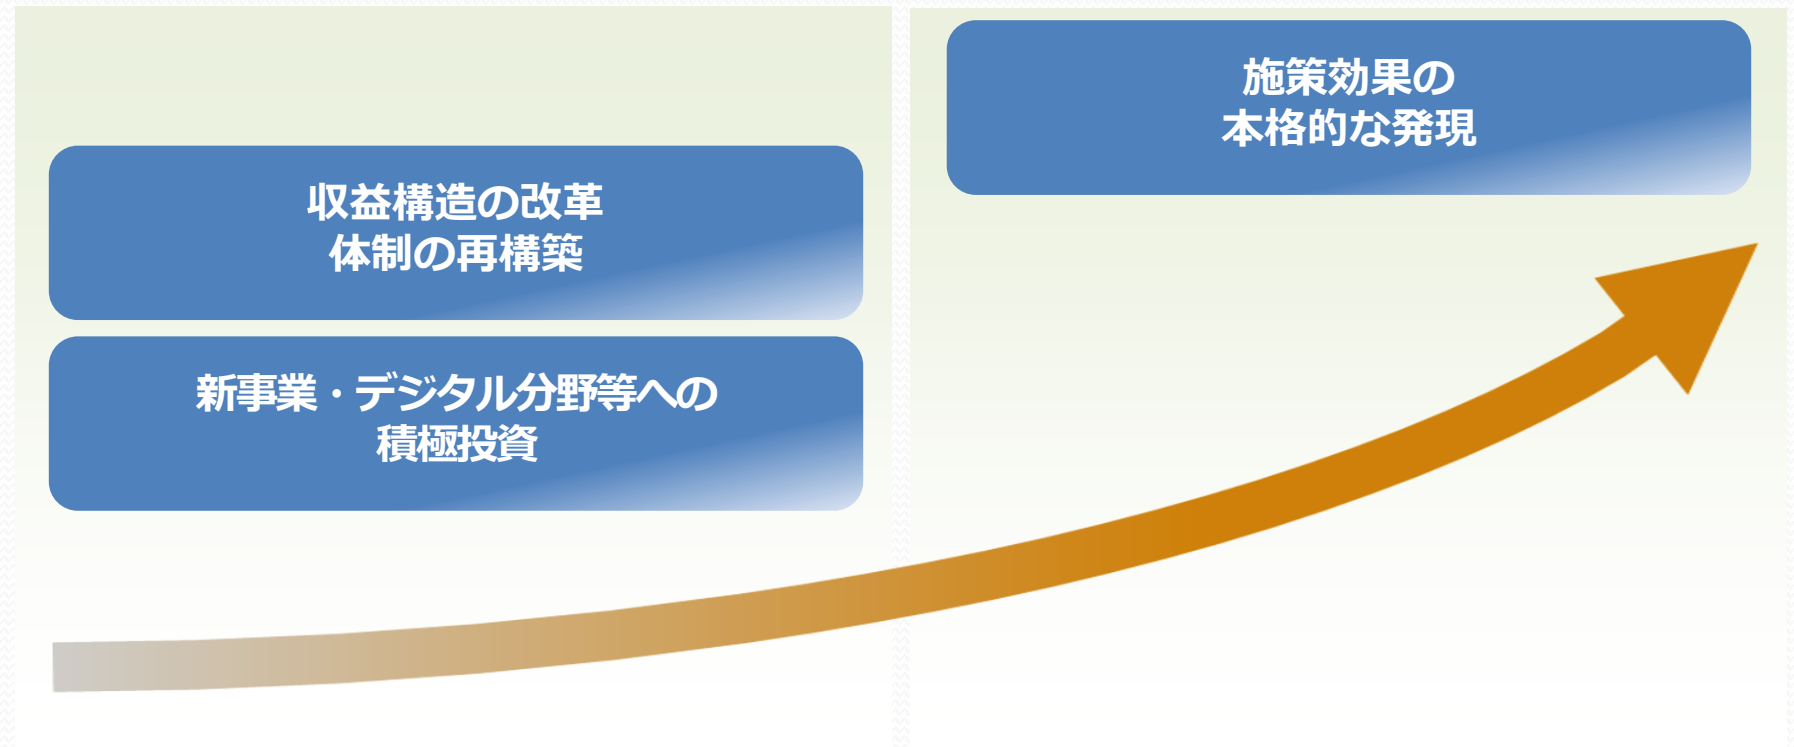 収益構造の改革
体制の再構築
新事業・デジタル分野等への
積極投資
施策効果の
本格的な発現